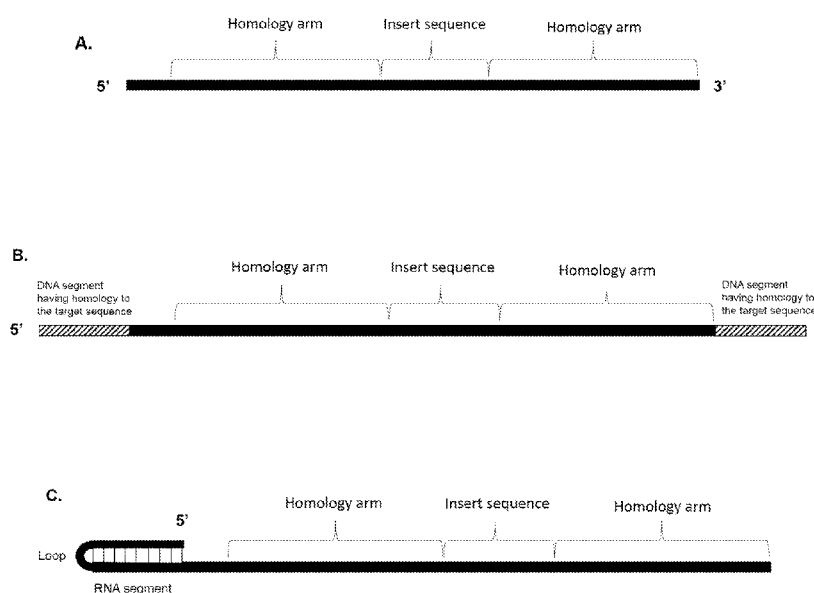 A.
Homology arm Insert sequence Homology arm
5' 3'
B.
Homology arm Insert sequence Homology arm
DNA segment
having homology to
the target sequence
DNA segment
having homology to
the target sequence
5'
C.
Homology arm Insert sequence Homology arm
5'
Loop
RNA segment